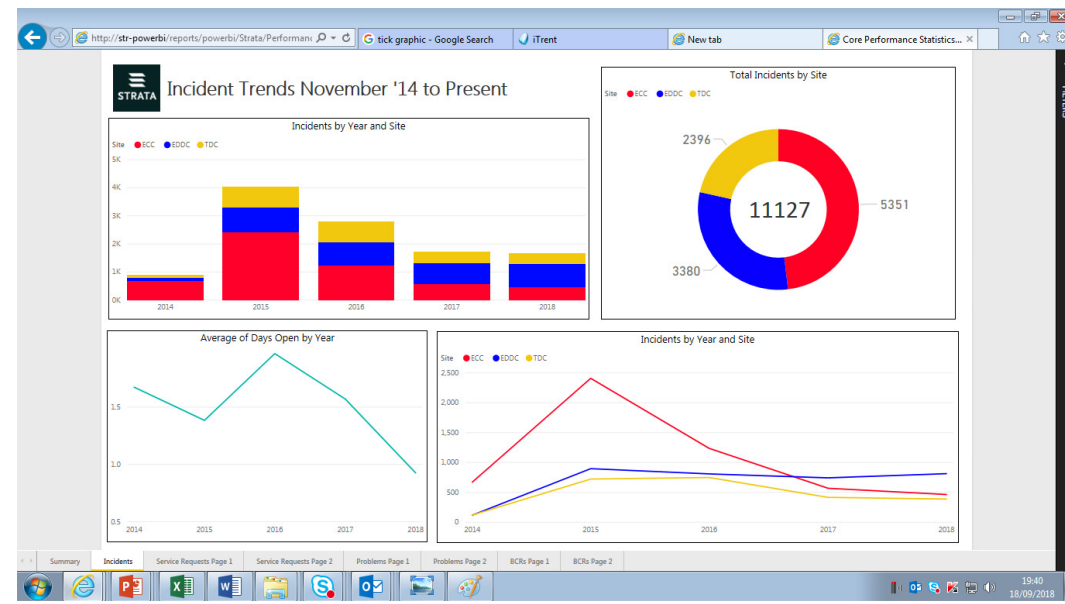 http://str-powerbi/reports/powerbi/Strata/Performanc
tick graphic - Google Search
iTrent
New tab
Core Performance Statistics...
STRATA
Incident Trends November '14 to Present
Incidents by Year and Site
Site ECC EDDC TDC
5K
4K
3K
2K
1K
0K
2014 2015 2016 2017 2018
Total Incidents by Site
Site ECC EDDC TDC
2396
11127
5351
3380
Average of Days Open by Year
1.5
1.0
0.5
2014 2015 2016 2017 2018
Incidents by Year and Site
Site ECC EDDC TDC
2,500
2,000
1,500
1,000
500
0
2014 2015 2016 2017 2018
Summary Incidents Service Requests Page 1 Service Requests Page 2 Problems Page 1 Problems Page 2 BCRs Page 1 BCRs Page 2
19:40
18/09/2018